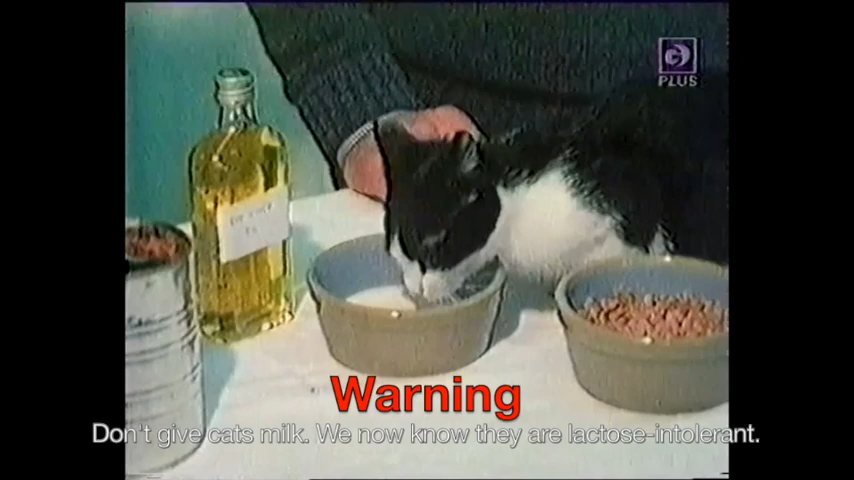 PLUS
Warning
Don't give cats milk. We now know they are lactose-intolerant.